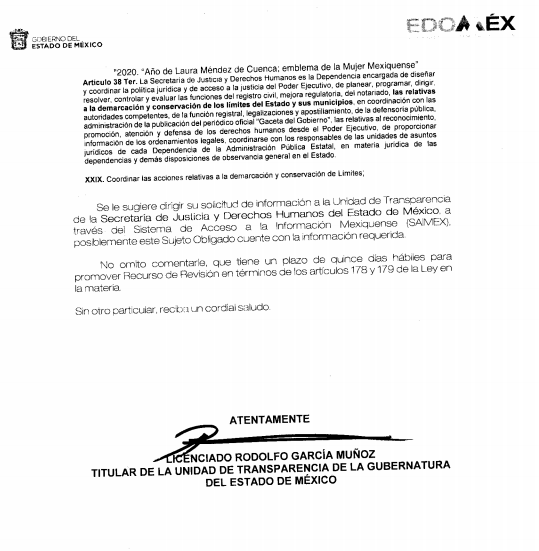 GOBIERNO DEL
ESTADO DE MÉXICO
EDOMÉX
"2020. "Año de Laura Méndez de Cuenca; emblema de la Mujer Mexiquense"
Artículo 38 Ter. La Secretaría de Justicia y Derechos Humanos es la Dependencia encargada de diseñar
y coordinar la política jurídica y de acceso a la justicia del Poder Ejecutivo, de planear, programar, dirigir,
resolver, controlar y evaluar las funciones del registro civil, mejora regulatoria, del notariado, las relativas
a la demarcación y conservación de los límites del Estado y sus municipios, en coordinación con las
autoridades competentes, de la función registral, legalizaciones y apostillamiento, de la defensoría pública,
administración de la publicación del periódico oficial "Gaceta del Gobierno", las relativas al reconocimiento,
promoción, atención y defensa de los derechos humanos desde el Poder Ejecutivo, de proporcionar
información de los ordenamientos legales, coordinarse con los responsables de las unidades de asuntos
jurídicos de cada Dependencia de la Administración Pública Estatal, en materia jurídica de las
dependencias y demás disposiciones de observancia general en el Estado.
XXIX. Coordinar las acciones relativas a la demarcación y conservación de Límites;
Se le sugiere dirigir su solicitud de información a la Unidad de Transparencia
de la Secretaría de Justicia y Derechos Humanos del Estado de México, a
través del Sistema de Acceso a la Información Mexiquense (SAIMEX),
posiblemente este Sujeto Obligado cuente con la información requerida.
No omito comentarle, que tiene un plazo de quince días hábiles para
promover Recurso de Revisión en términos de los artículos 178 y 179 de la Ley en
la materia.
Sin otro particular, reciba un cordial saludo.
ATENTAMENTE
LICENCIADO RODOLFO GARCÍA MUÑOZ
TITULAR DE LA UNIDAD DE TRANSPARENCIA DE LA GUBERNATURA
DEL ESTADO DE MÉXICO